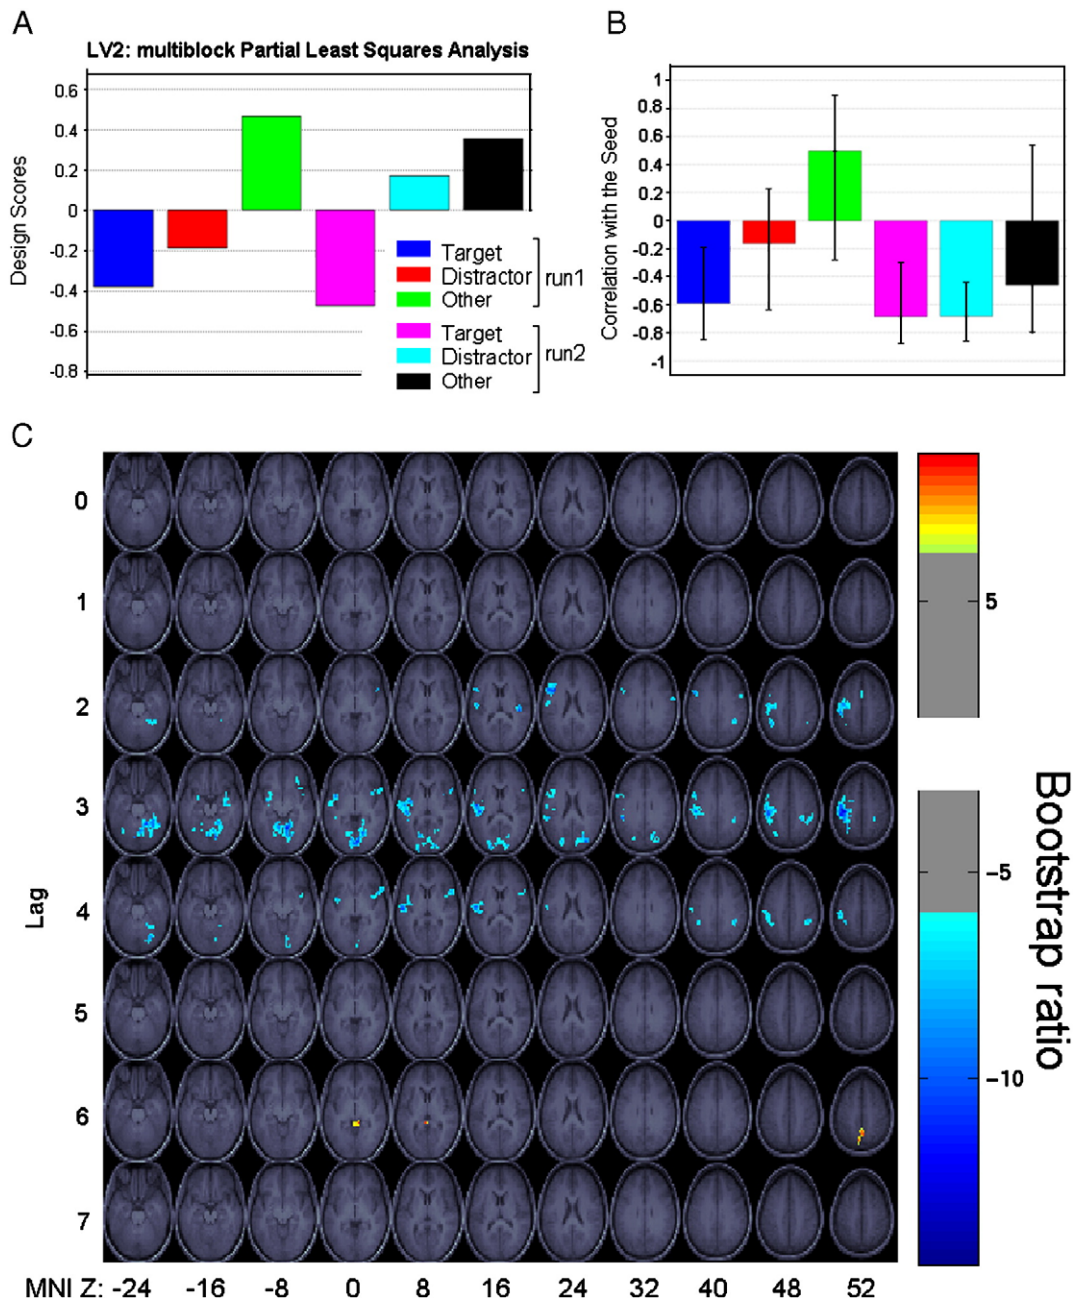 A
LV2: multiblock Partial Least Squares Analysis
Design Scores
0.6
0.4
0.2
0
-0.2
-0.4
-0.6
-0.8
Target
Distractor
Other
run1
Target
Distractor
Other
run2
B
Correlation with the Seed
1
0.8
0.6
0.4
0.2
0
-0.2
-0.4
-0.6
-0.8
-1
C
Lag
0
1
2
3
4
5
6
7
MNI Z: -24 -16 -8 0 8 16 24 32 40 48 52
5
-5
-10
Bootstrap ratio